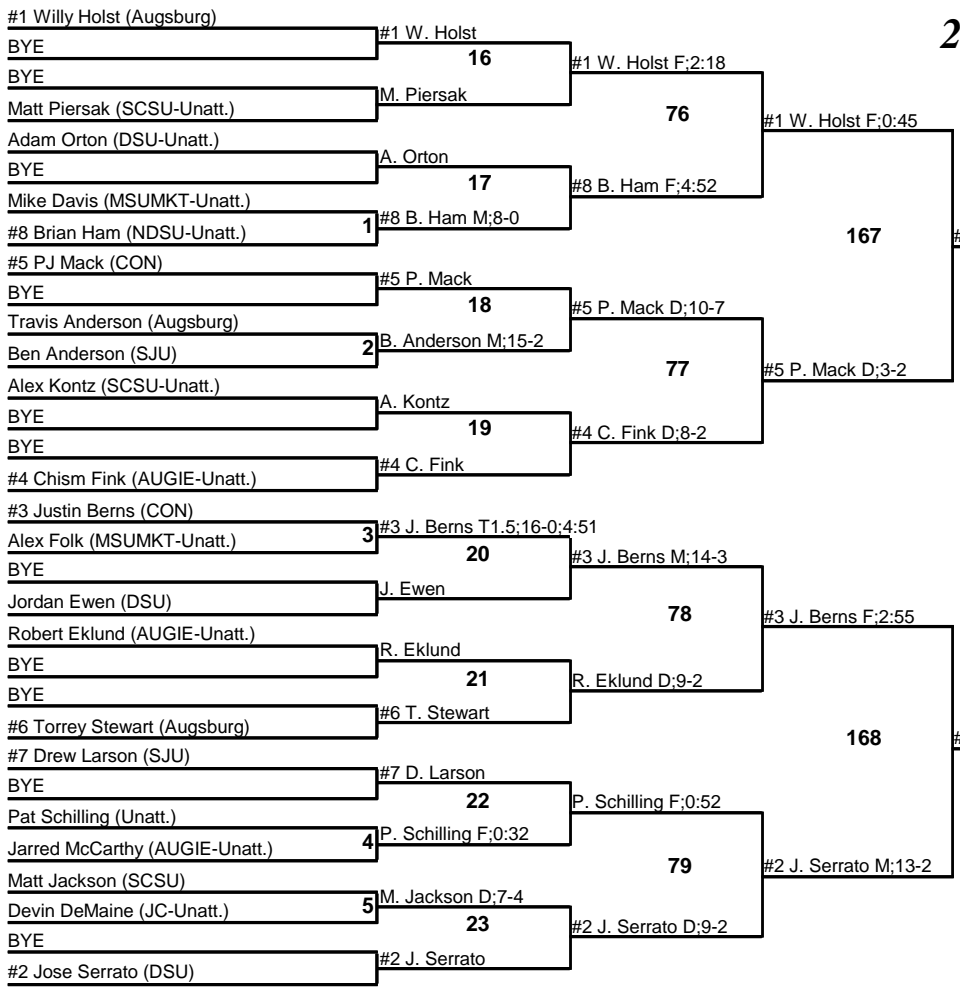 #1 Willy Holst (Augsburg)
BYE
BYE
Matt Piersak (SCSU-Unatt.)
Adam Orton (DSU-Unatt.)
BYE
Mike Davis (MSUMKT-Unatt.)
#8 Brian Ham (NDSU-Unatt.)
#5 PJ Mack (CON)
BYE
Travis Anderson (Augsburg)
Ben Anderson (SJU)
Alex Kontz (SCSU-Unatt.)
BYE
BYE
#4 Chism Fink (AUGIE-Unatt.)
#3 Justin Berns (CON)
Alex Folk (MSUMKT-Unatt.)
BYE
Jordan Ewen (DSU)
Robert Eklund (AUGIE-Unatt.)
BYE
BYE
#6 Torrey Stewart (Augsburg)
#7 Drew Larson (SJU)
BYE
Pat Schilling (Unatt.)
Jarred McCarthy (AUGIE-Unatt.)
Matt Jackson (SCSU)
Devin DeMaine (JC-Unatt.)
BYE
#2 Jose Serrato (DSU)
1
2
3
4
5
#1 W. Holst
16
M. Piersak
A. Orton
17
#8 B. Ham M;8-0
#5 P. Mack
18
B. Anderson M;15-2
A. Kontz
19
#4 C. Fink
#3 J. Berns T1.5;16-0;4:51
20
J. Ewen
R. Eklund
21
#6 T. Stewart
#7 D. Larson
22
P. Schilling F;0:32
M. Jackson D;7-4
23
#2 J. Serrato
#1 W. Holst F;2:18
76
#8 B. Ham F;4:52
#5 P. Mack D;10-7
77
#4 C. Fink D;8-2
#3 J. Berns M;14-3
78
R. Eklund D;9-2
P. Schilling F;0:52
79
#2 J. Serrato D;9-2
#1 W. Holst F;0:45
167
#5 P. Mack D;3-2
#3 J. Berns F;2:55
168
#2 J. Serrato M;13-2
2
#
#